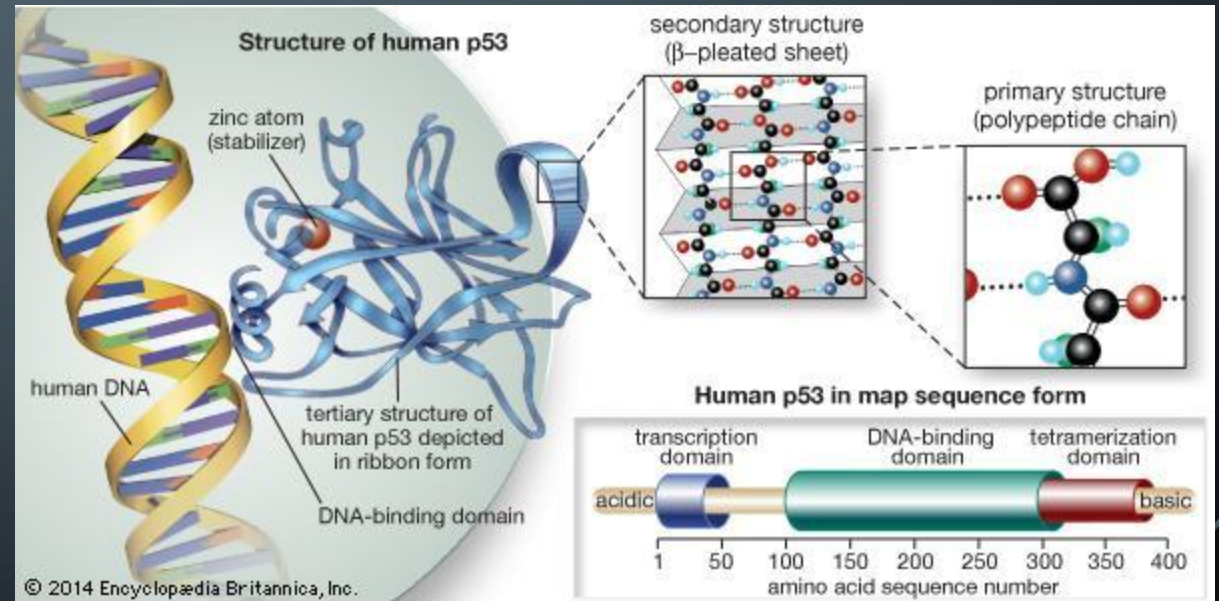 Structure of human p53
zinc atom
(stabilizer)
human DNA
tertiary structure of
human p53 depicted
in ribbon form
DNA-binding domain
secondary structure
(β–pleated sheet)
primary structure
(polypeptide chain)
Human p53 in map sequence form
transcription
domain
DNA-binding
domain
tetramerization
domain
acidic
basic
1 50 100 150 200 250 300 350 400
amino acid sequence number
© 2014 Encyclopædia Britannica, Inc.